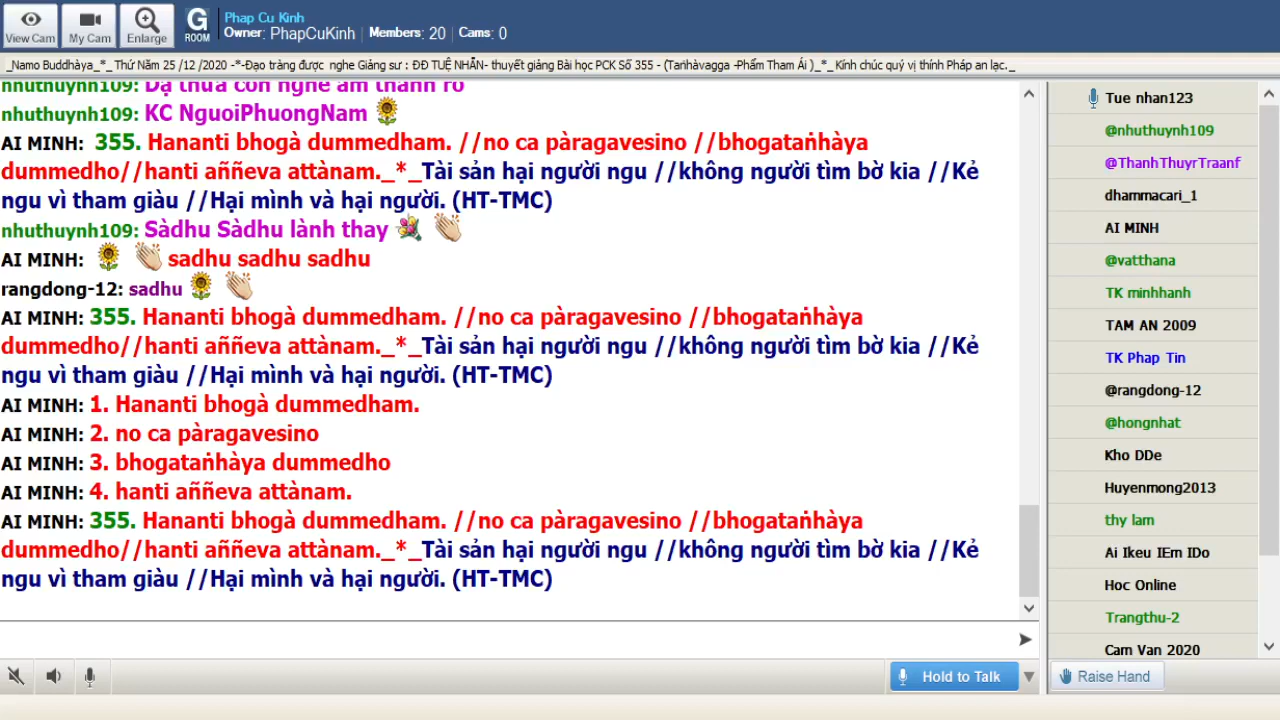 View Cam
My Cam
Enlarge
G
ROOM
Phap Cu Kinh
Owner: PhapCuKinh | Members: 20 | Cams: 0
_Namo Buddhàya_*_ Thứ Năm 25 /12 /2020 -*-Đạo tràng được nghe Giảng sư : ĐĐ TUỆ NHẪN- thuyết giảng Bài học PCK Số 355 - (Taṅhàvagga -Phẩm Tham Ái )_*_ Kính chúc quý vị thính Pháp an lạc._
nhuthuynh109: Dạ thưa con nghe âm thanh rõ
nhuthuynh109: KC NguoiPhuongNam
AI MINH: 355. Hananti bhogà dummedham. //no ca pàragavesino //bhogataṅhàya
dummedho//hanti aññeva attànam._*_Tài sản hại người ngu //không người tìm bờ kia //Kẻ
ngu vì tham giàu //Hại mình và hại người. (HT-TMC)
nhuthuynh109: Sàdhu Sàdhu lành thay
AI MINH: sadhu sadhu sadhu
rangdong-12: sadhu
AI MINH: 355. Hananti bhogà dummedham. //no ca pàragavesino //bhogataṅhàya
dummedho//hanti aññeva attànam._*_Tài sản hại người ngu //không người tìm bờ kia //Kẻ
ngu vì tham giàu //Hại mình và hại người. (HT-TMC)
AI MINH: 1. Hananti bhogà dummedham.
AI MINH: 2. no ca pàragavesino
AI MINH: 3. bhogataṅhàya dummedho
AI MINH: 4. hanti aññeva attànam.
AI MINH: 355. Hananti bhogà dummedham. //no ca pàragavesino //bhogataṅhàya
dummedho//hanti aññeva attànam._*_Tài sản hại người ngu //không người tìm bờ kia //Kẻ
ngu vì tham giàu //Hại mình và hại người. (HT-TMC)
Hold to Talk
Tue nhan123
@nhuthuynh109
@ThanhThuyrTraanf
dhammacari_1
AI MINH
@vatthana
TK minhhanh
TAM AN 2009
TK Phap Tin
@rangdong-12
@hongnhat
Kho DDe
Huyenmong2013
thy lam
Ai Ikeu IEm IDo
Hoc Online
Trangthu-2
Cam Van 2020
Raise Hand